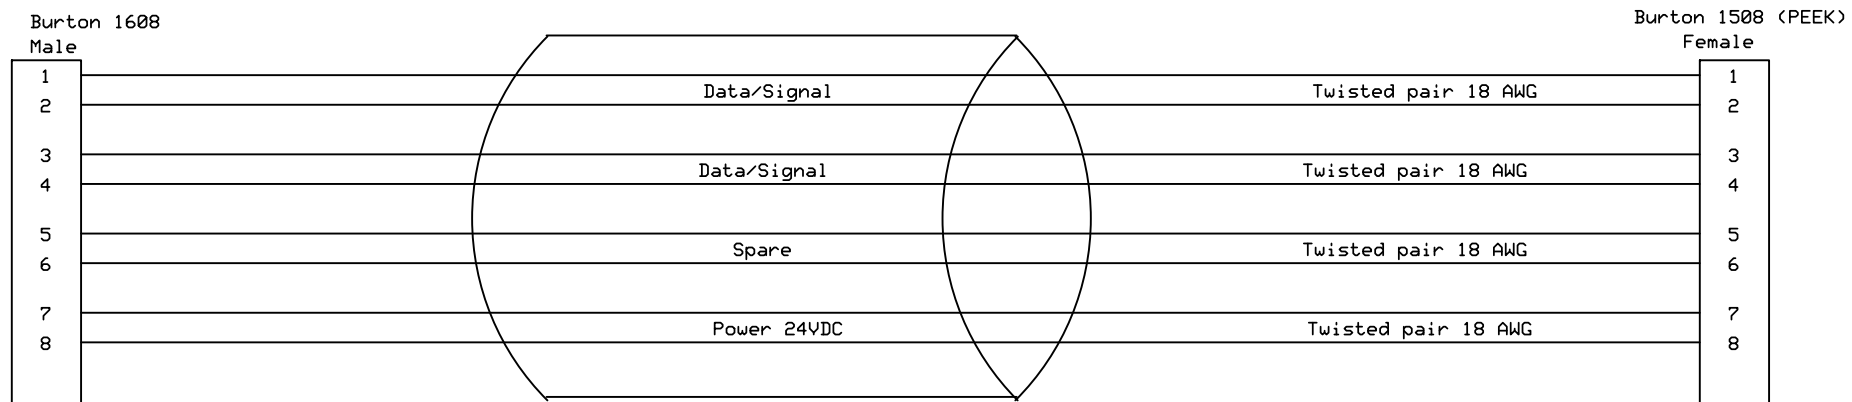 Burton 1608
Male
Burton 1508 (PEEK)
Female
1 Data/Signal Twisted pair 18 AWG 1
2 2
3 Data/Signal Twisted pair 18 AWG 3
4 4
5 Spare Twisted pair 18 AWG 5
6 6
7 Power 24VDC Twisted pair 18 AWG 7
8 8